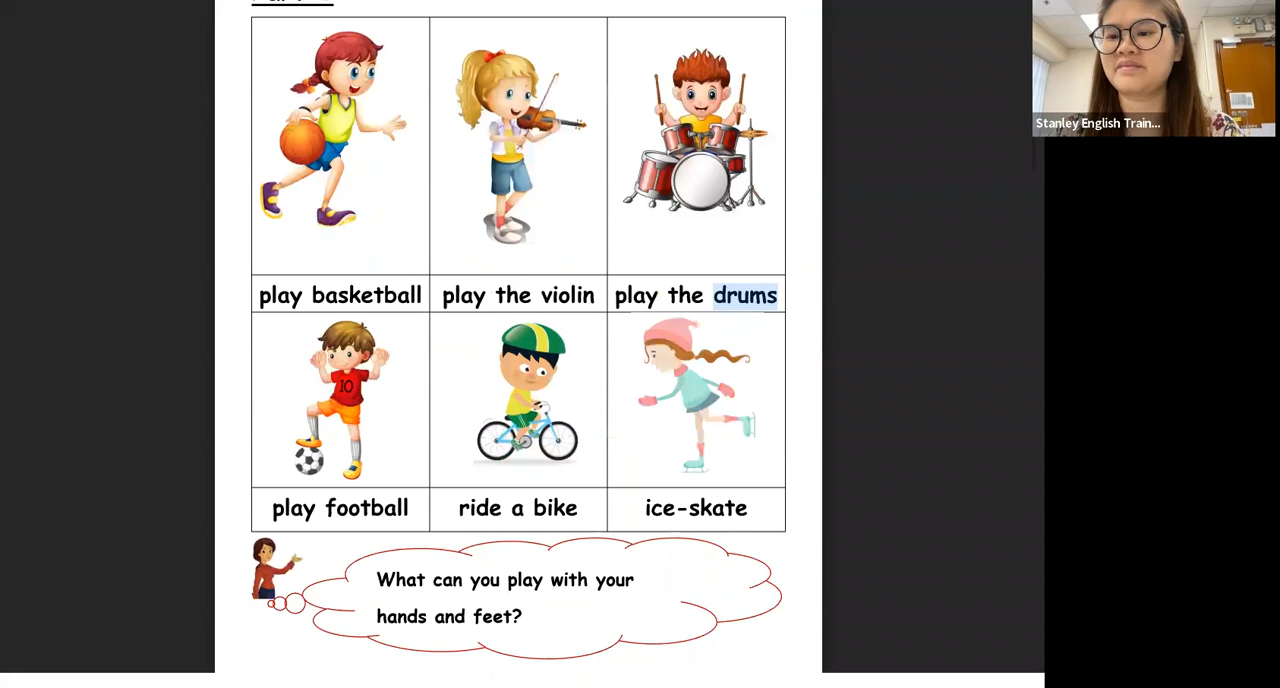 Stanley English Train...
play basketball
play the violin
play the drums
10
play football
ride a bike
ice-skate
What can you play with your
hands and feet?